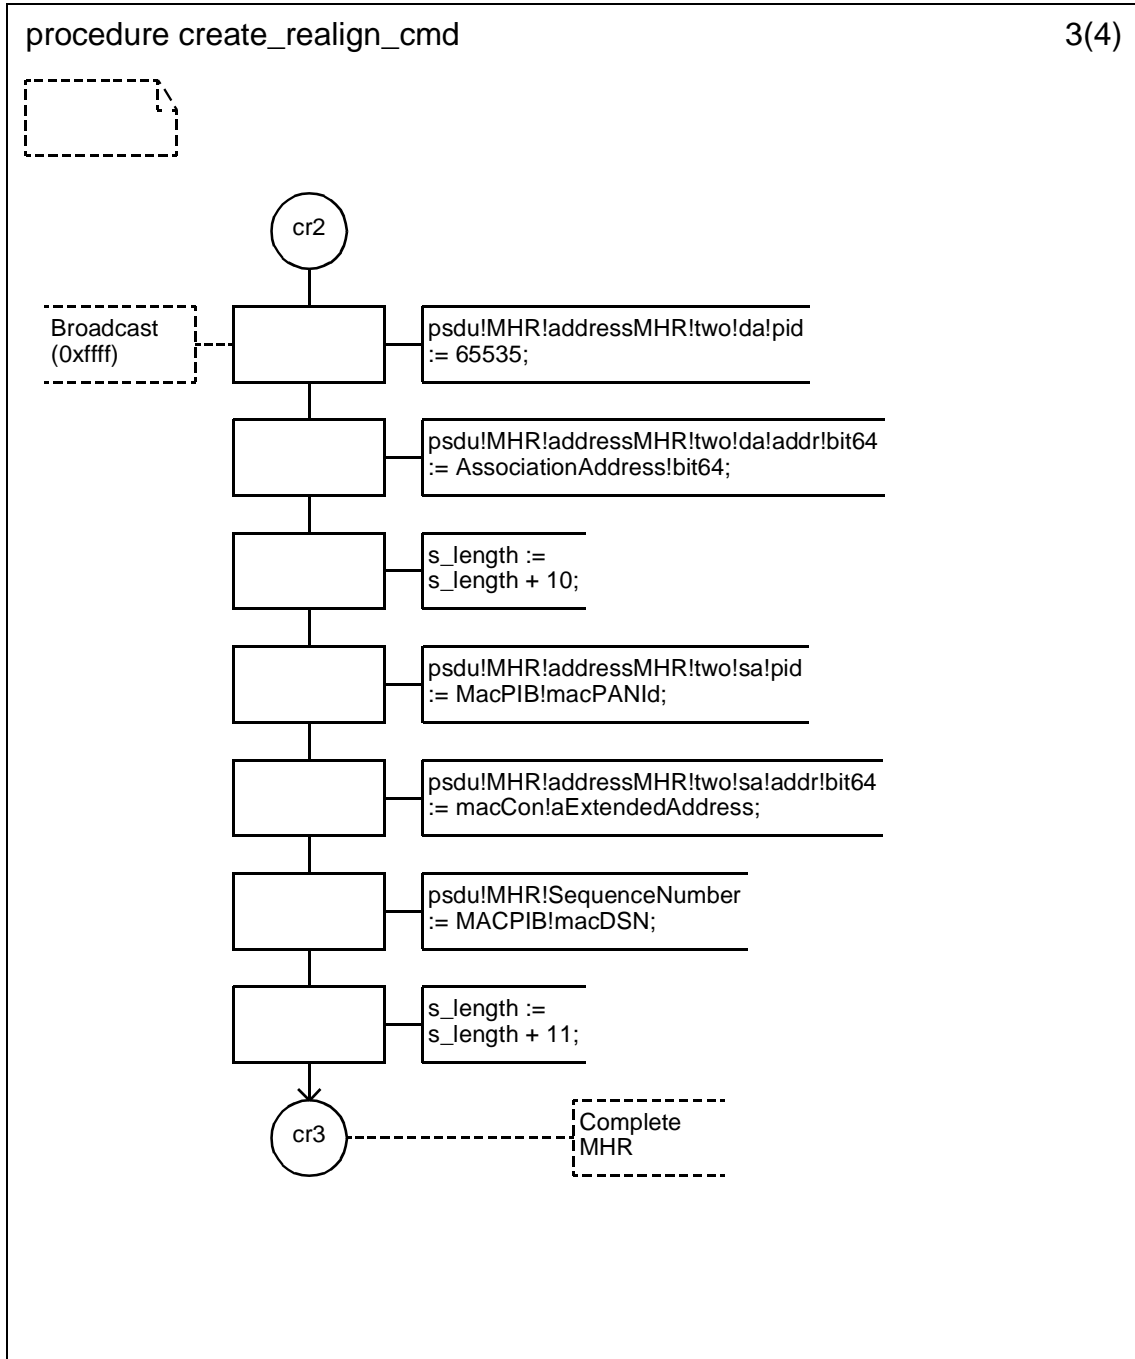 procedure create_realign_cmd
3(4)
cr2
Broadcast
(0xffff)
psdu!MHR!addressMHR!two!da!pid
:= 65535;
psdu!MHR!addressMHR!two!da!addr!bit64
:= AssociationAddress!bit64;
s_length :=
s_length + 10;
psdu!MHR!addressMHR!two!sa!pid
:= MacPIB!macPANId;
psdu!MHR!addressMHR!two!sa!addr!bit64
:= macCon!aExtendedAddress;
psdu!MHR!SequenceNumber
:= MACPIB!macDSN;
s_length :=
s_length + 11;
cr3
Complete
MHR